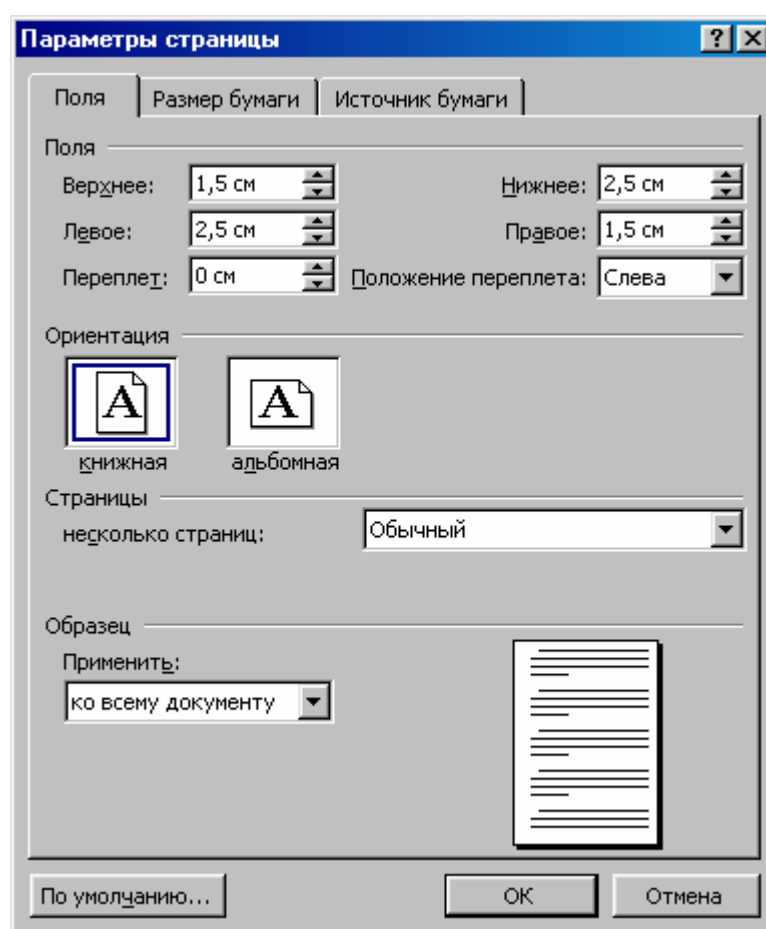 Параметры страницы
Поля Размер бумаги Источник бумаги
Поля
Верхнее: 1,5 см Нижнее: 2,5 см
Левое: 2,5 см Правое: 1,5 см
Переплет: 0 см Положение переплета: Слева
Ориентация
А А
книжная альбомная
Страницы
несколько страниц: Обычный
Образец
Применить:
ко всему документу
По умолчанию... ОК Отмена